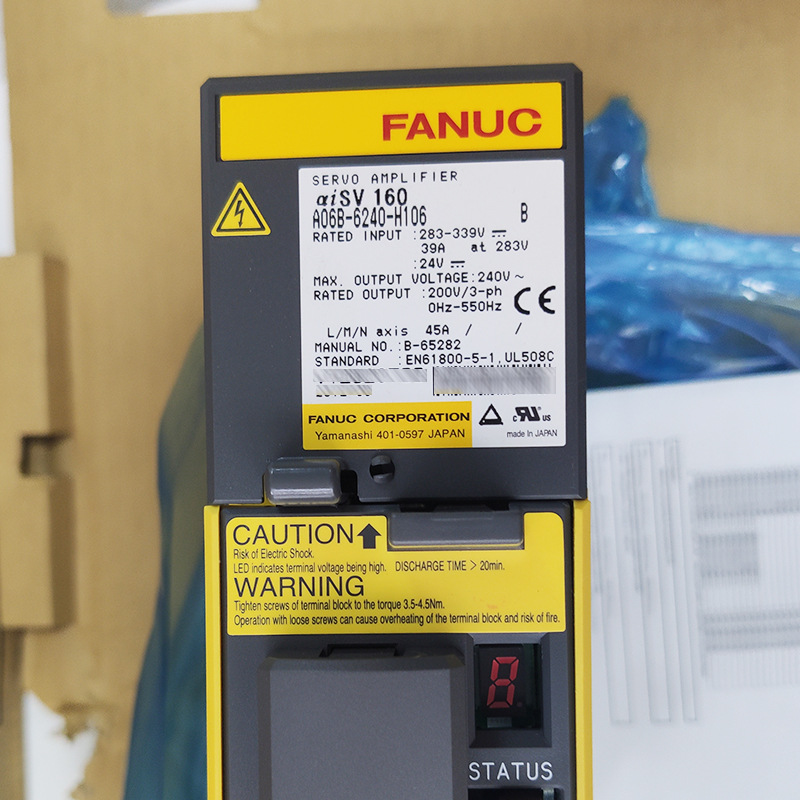 FANUC
SERVO AMPLIFIER
αiSV 160
A06B-6240-H106 B
RATED INPUT :283-339V ⎓
39A at 283V
:24V ⎓
MAX. OUTPUT VOLTAGE:240V～
RATED OUTPUT :200V/3-ph
0Hz-550Hz
CE
L/M/N axis 45A / /
MANUAL NO.:B-65282
STANDARD :EN61800-5-1,UL508C
FANUC CORPORATION
Yamanashi 401-0597 JAPAN
c RU us
made in JAPAN
CAUTION
Risk of Electric Shock.
LED indicates terminal voltage being high. DISCHARGE TIME > 20min.
WARNING
Tighten screws of terminal block to the torque 3.5-4.5Nm.
Operation with loose screws can cause overheating of the terminal block and risk of fire.
8
STATUS